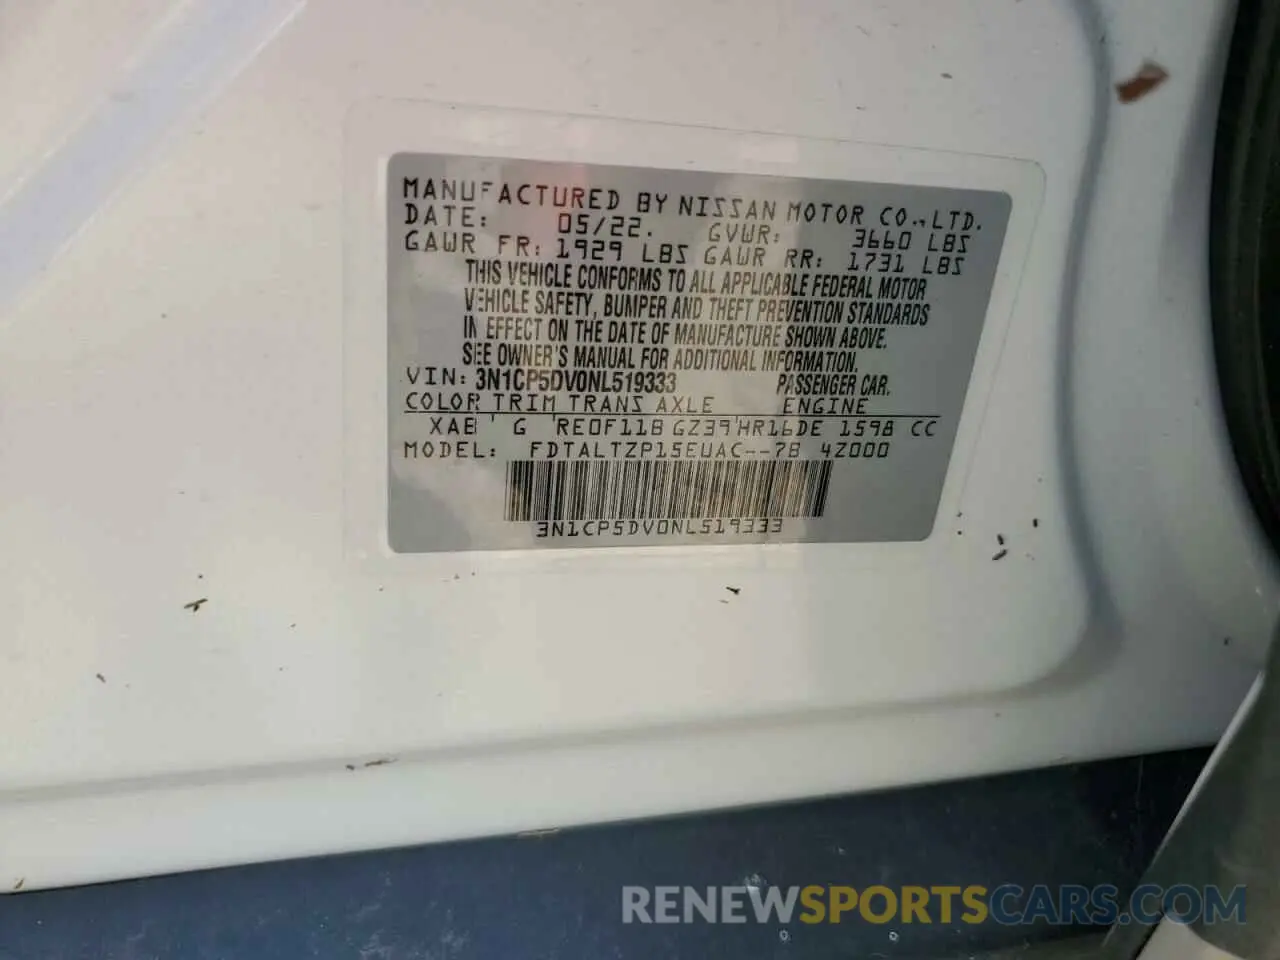 MANUFACTURED BY NISSAN MOTOR CO.,LTD.
DATE: 05/22. GVWR: 3660 LBS
GAWR FR: 1929 LBS GAWR RR: 1731 LBS
THIS VEHICLE CONFORMS TO ALL APPLICABLE FEDERAL MOTOR
VEHICLE SAFETY, BUMPER AND THEFT PREVENTION STANDARDS
IN EFFECT ON THE DATE OF MANUFACTURE SHOWN ABOVE.
SEE OWNER'S MANUAL FOR ADDITIONAL INFORMATION.
VIN: 3N1CP5DV0NL519333 PASSENGER CAR.
COLOR TRIM TRANS AXLE ENGINE
XAB G RE0F11B GZ39 HR16DE 1598 CC
MODEL: FDTALTZP15EUAC--7B 4Z000
3N1CP5DV0NL519333
RENEWSPORTSCARS.COM